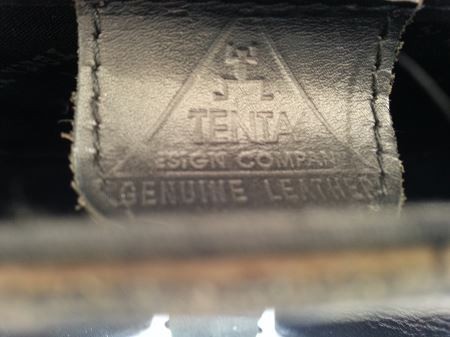 TENTA
ESIGN COMPAN
GENUINE LEATHER